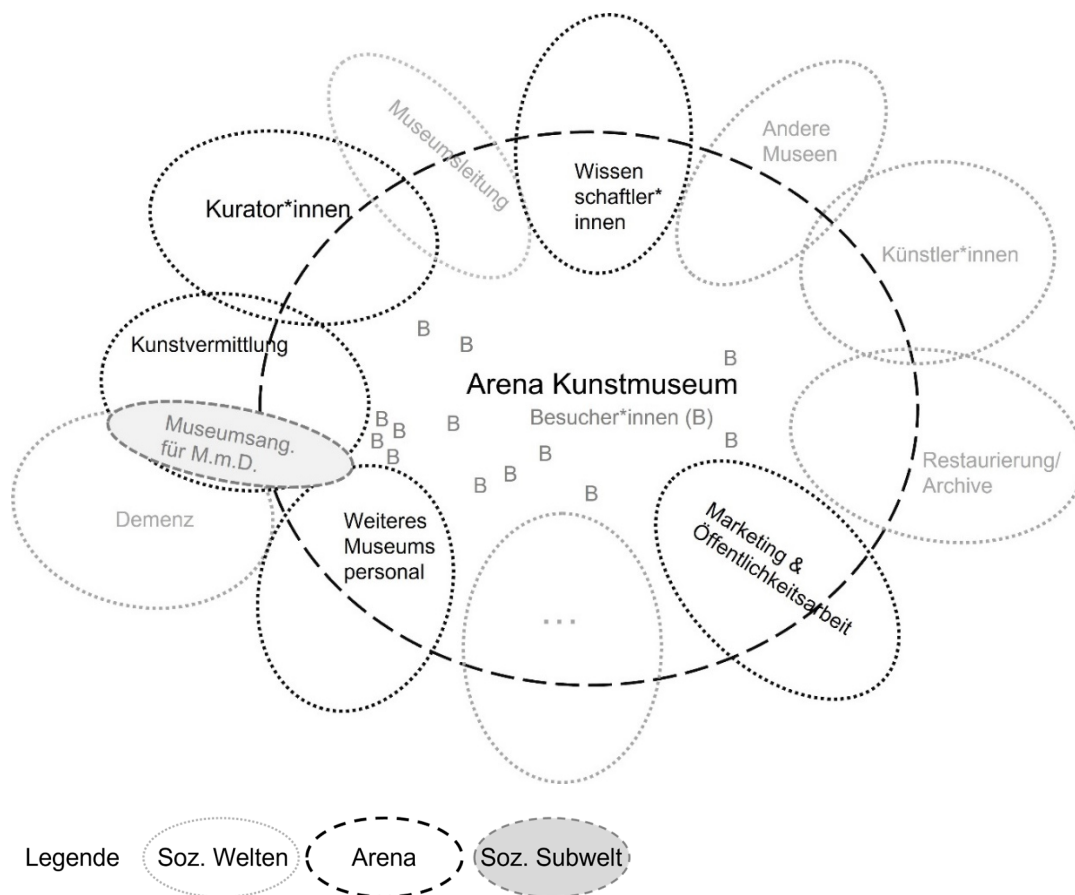 Museumsleitung
Wissen
schaftler*
innen
Andere
Museen
Kurator*innen
Künstler*innen
Kunstvermittlung
B
B
B
Arena Kunstmuseum
Besucher*innen (B)
B
B
B
B
B
B
B
B
B
B
Museumsang.
für M.m.D.
Restaurierung/
Archive
Demenz
Weiteres
Museums
personal
Marketing &
Öffentlichkeitsarbeit
...
Legende
Soz. Welten
Arena
Soz. Subwelt